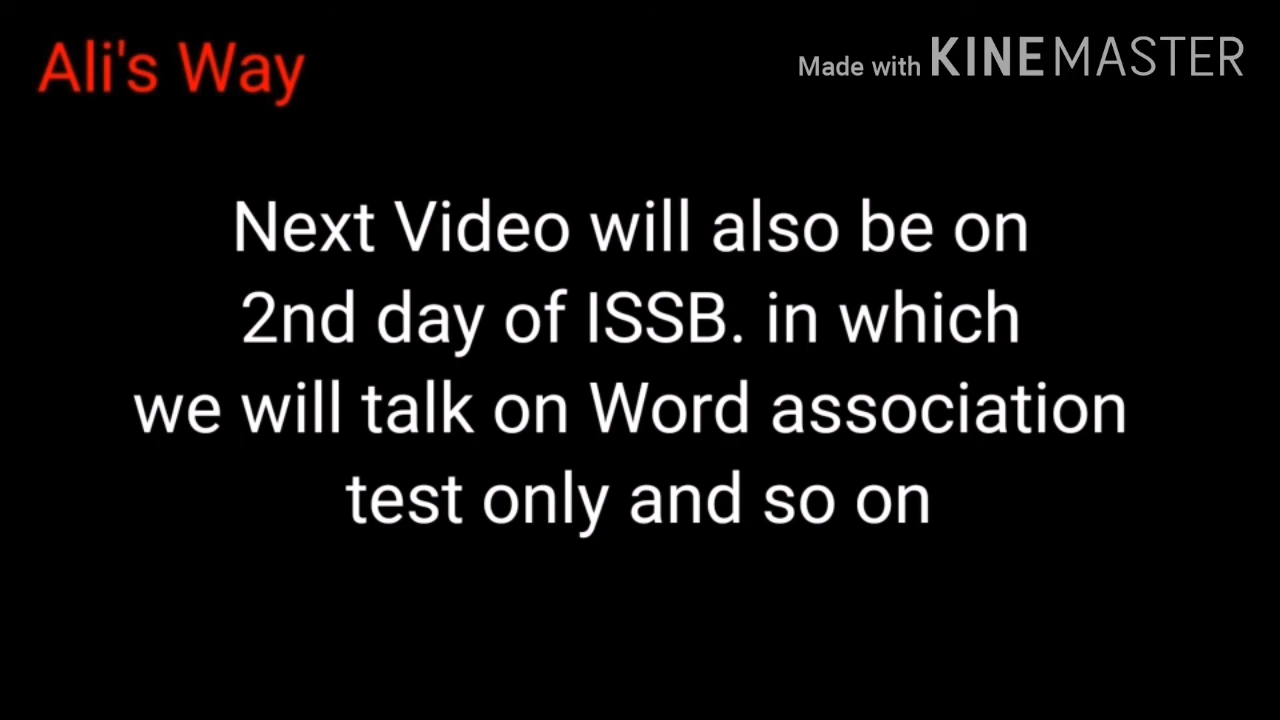 Ali's Way
Made with KINEMASTER
Next Video will also be on
2nd day of ISSB. in which
we will talk on Word association
test only and so on